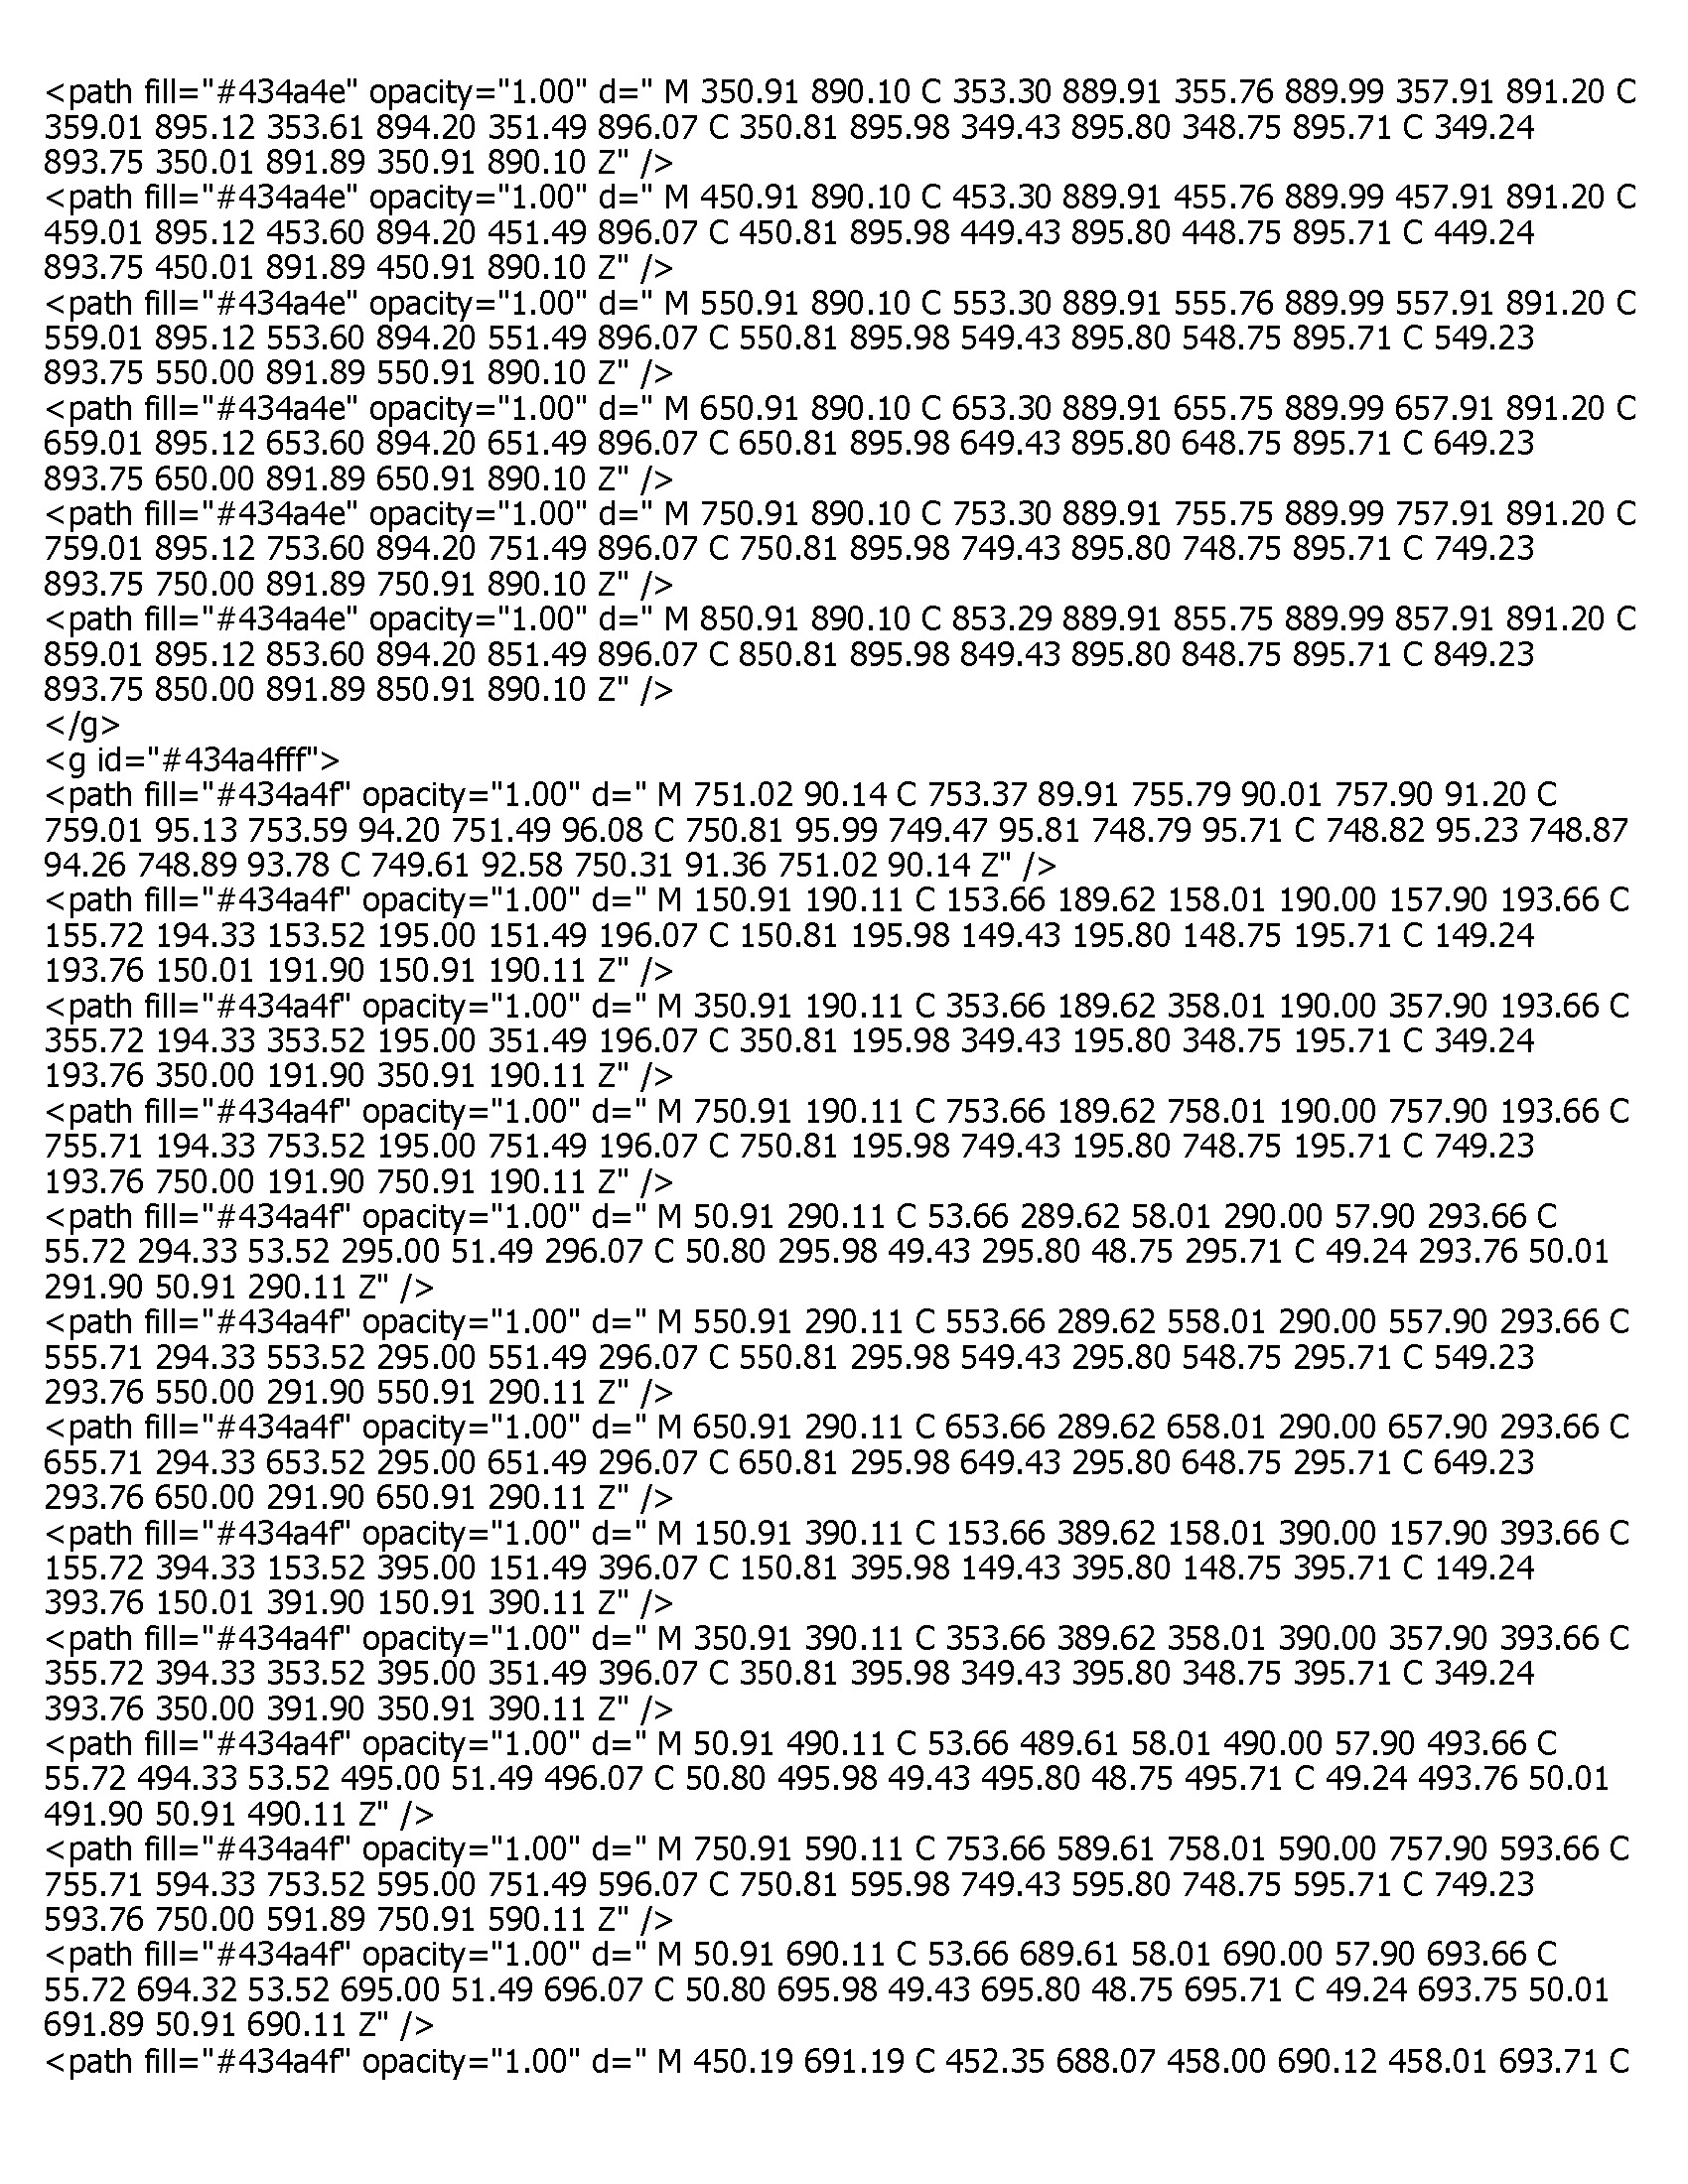 <path fill="#434a4e" opacity="1.00" d=" M 350.91 890.10 C 353.30 889.91 355.76 889.99 357.91 891.20 C
359.01 895.12 353.61 894.20 351.49 896.07 C 350.81 895.98 349.43 895.80 348.75 895.71 C 349.24
893.75 350.01 891.89 350.91 890.10 Z" />
<path fill="#434a4e" opacity="1.00" d=" M 450.91 890.10 C 453.30 889.91 455.76 889.99 457.91 891.20 C
459.01 895.12 453.60 894.20 451.49 896.07 C 450.81 895.98 449.43 895.80 448.75 895.71 C 449.24
893.75 450.01 891.89 450.91 890.10 Z" />
<path fill="#434a4e" opacity="1.00" d=" M 550.91 890.10 C 553.30 889.91 555.76 889.99 557.91 891.20 C
559.01 895.12 553.60 894.20 551.49 896.07 C 550.81 895.98 549.43 895.80 548.75 895.71 C 549.23
893.75 550.00 891.89 550.91 890.10 Z" />
<path fill="#434a4e" opacity="1.00" d=" M 650.91 890.10 C 653.30 889.91 655.75 889.99 657.91 891.20 C
659.01 895.12 653.60 894.20 651.49 896.07 C 650.81 895.98 649.43 895.80 648.75 895.71 C 649.23
893.75 650.00 891.89 650.91 890.10 Z" />
<path fill="#434a4e" opacity="1.00" d=" M 750.91 890.10 C 753.30 889.91 755.75 889.99 757.91 891.20 C
759.01 895.12 753.60 894.20 751.49 896.07 C 750.81 895.98 749.43 895.80 748.75 895.71 C 749.23
893.75 750.00 891.89 750.91 890.10 Z" />
<path fill="#434a4e" opacity="1.00" d=" M 850.91 890.10 C 853.29 889.91 855.75 889.99 857.91 891.20 C
859.01 895.12 853.60 894.20 851.49 896.07 C 850.81 895.98 849.43 895.80 848.75 895.71 C 849.23
893.75 850.00 891.89 850.91 890.10 Z" />
</g>
<g id="#434a4fff">
<path fill="#434a4f" opacity="1.00" d=" M 751.02 90.14 C 753.37 89.91 755.79 90.01 757.90 91.20 C
759.01 95.13 753.59 94.20 751.49 96.08 C 750.81 95.99 749.47 95.81 748.79 95.71 C 748.82 95.23 748.87
94.26 748.89 93.78 C 749.61 92.58 750.31 91.36 751.02 90.14 Z" />
<path fill="#434a4f" opacity="1.00" d=" M 150.91 190.11 C 153.66 189.62 158.01 190.00 157.90 193.66 C
155.72 194.33 153.52 195.00 151.49 196.07 C 150.81 195.98 149.43 195.80 148.75 195.71 C 149.24
193.76 150.01 191.90 150.91 190.11 Z" />
<path fill="#434a4f" opacity="1.00" d=" M 350.91 190.11 C 353.66 189.62 358.01 190.00 357.90 193.66 C
355.72 194.33 353.52 195.00 351.49 196.07 C 350.81 195.98 349.43 195.80 348.75 195.71 C 349.24
193.76 350.00 191.90 350.91 190.11 Z" />
<path fill="#434a4f" opacity="1.00" d=" M 750.91 190.11 C 753.66 189.62 758.01 190.00 757.90 193.66 C
755.71 194.33 753.52 195.00 751.49 196.07 C 750.81 195.98 749.43 195.80 748.75 195.71 C 749.23
193.76 750.00 191.90 750.91 190.11 Z" />
<path fill="#434a4f" opacity="1.00" d=" M 50.91 290.11 C 53.66 289.62 58.01 290.00 57.90 293.66 C
55.72 294.33 53.52 295.00 51.49 296.07 C 50.80 295.98 49.43 295.80 48.75 295.71 C 49.24 293.76 50.01
291.90 50.91 290.11 Z" />
<path fill="#434a4f" opacity="1.00" d=" M 550.91 290.11 C 553.66 289.62 558.01 290.00 557.90 293.66 C
555.71 294.33 553.52 295.00 551.49 296.07 C 550.81 295.98 549.43 295.80 548.75 295.71 C 549.23
293.76 550.00 291.90 550.91 290.11 Z" />
<path fill="#434a4f" opacity="1.00" d=" M 650.91 290.11 C 653.66 289.62 658.01 290.00 657.90 293.66 C
655.71 294.33 653.52 295.00 651.49 296.07 C 650.81 295.98 649.43 295.80 648.75 295.71 C 649.23
293.76 650.00 291.90 650.91 290.11 Z" />
<path fill="#434a4f" opacity="1.00" d=" M 150.91 390.11 C 153.66 389.62 158.01 390.00 157.90 393.66 C
155.72 394.33 153.52 395.00 151.49 396.07 C 150.81 395.98 149.43 395.80 148.75 395.71 C 149.24
393.76 150.01 391.90 150.91 390.11 Z" />
<path fill="#434a4f" opacity="1.00" d=" M 350.91 390.11 C 353.66 389.62 358.01 390.00 357.90 393.66 C
355.72 394.33 353.52 395.00 351.49 396.07 C 350.81 395.98 349.43 395.80 348.75 395.71 C 349.24
393.76 350.00 391.90 350.91 390.11 Z" />
<path fill="#434a4f" opacity="1.00" d=" M 50.91 490.11 C 53.66 489.61 58.01 490.00 57.90 493.66 C
55.72 494.33 53.52 495.00 51.49 496.07 C 50.80 495.98 49.43 495.80 48.75 495.71 C 49.24 493.76 50.01
491.90 50.91 490.11 Z" />
<path fill="#434a4f" opacity="1.00" d=" M 750.91 590.11 C 753.66 589.61 758.01 590.00 757.90 593.66 C
755.71 594.33 753.52 595.00 751.49 596.07 C 750.81 595.98 749.43 595.80 748.75 595.71 C 749.23
593.76 750.00 591.89 750.91 590.11 Z" />
<path fill="#434a4f" opacity="1.00" d=" M 50.91 690.11 C 53.66 689.61 58.01 690.00 57.90 693.66 C
55.72 694.32 53.52 695.00 51.49 696.07 C 50.80 695.98 49.43 695.80 48.75 695.71 C 49.24 693.75 50.01
691.89 50.91 690.11 Z" />
<path fill="#434a4f" opacity="1.00" d=" M 450.19 691.19 C 452.35 688.07 458.00 690.12 458.01 693.71 C